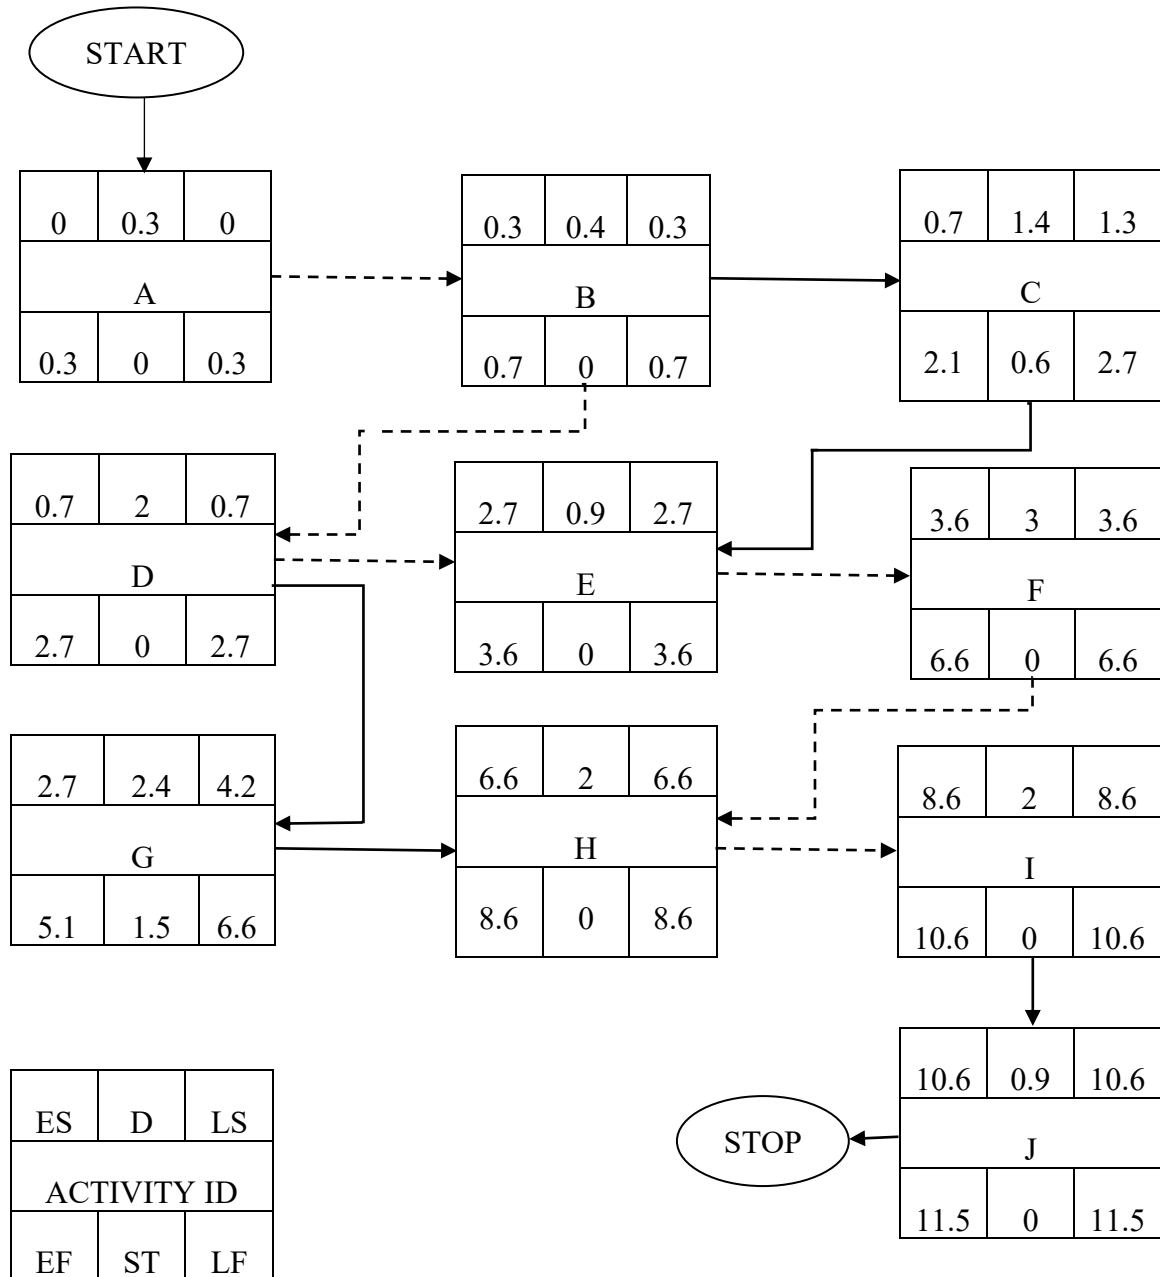 START
0 0.3 0
A
0.3 0 0.3
0.3 0.4 0.3
B
0.7 0 0.7
0.7 1.4 1.3
C
2.1 0.6 2.7
0.7 2 0.7
D
2.7 0 2.7
2.7 0.9 2.7
E
3.6 0 3.6
3.6 3 3.6
F
6.6 0 6.6
2.7 2.4 4.2
G
5.1 1.5 6.6
6.6 2 6.6
H
8.6 0 8.6
8.6 2 8.6
I
10.6 0 10.6
ES D LS
ACTIVITY ID
EF ST LF
STOP
10.6 0.9 10.6
J
11.5 0 11.5